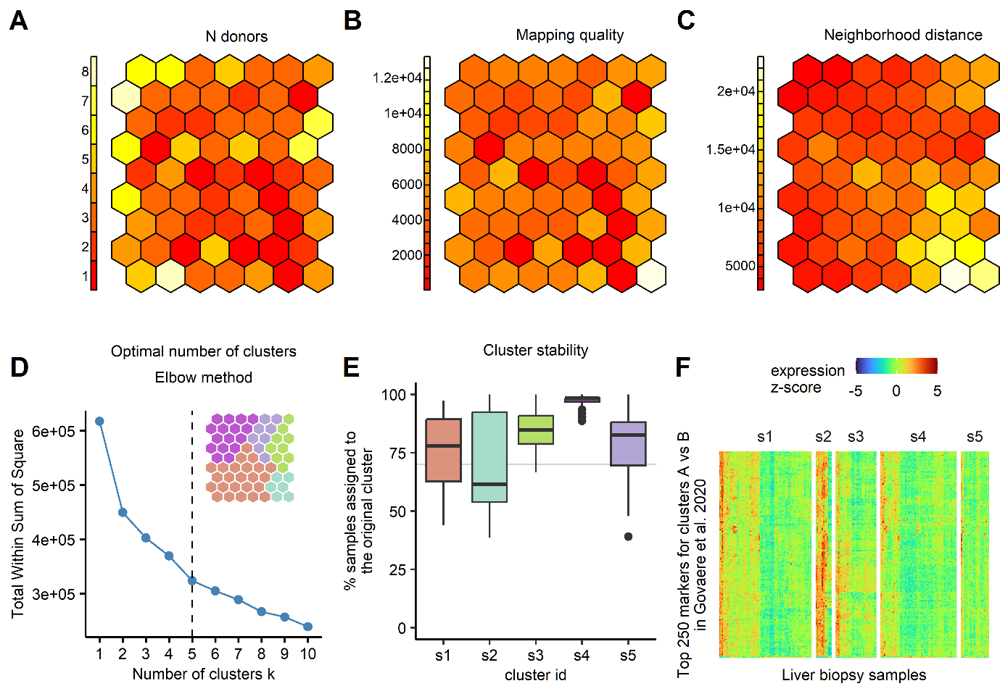 A
N donors
8
7
6
5
4
3
2
1
B
Mapping quality
1.2e+04
1e+04
8000
6000
4000
2000
C
Neighborhood distance
2e+04
1.5e+04
1e+04
5000
D
Optimal number of clusters
Elbow method
Total Within Sum of Square
6e+05
5e+05
4e+05
3e+05
1 2 3 4 5 6 7 8 9 10
Number of clusters k
E
Cluster stability
% samples assigned to
the original cluster
100
75
50
25
0
s1 s2 s3 s4 s5
cluster id
F
expression
z-score
-5 0 5
s1 s2 s3 s4 s5
Top 250 markers for clusters A vs B
in Govaere et al. 2020
Liver biopsy samples